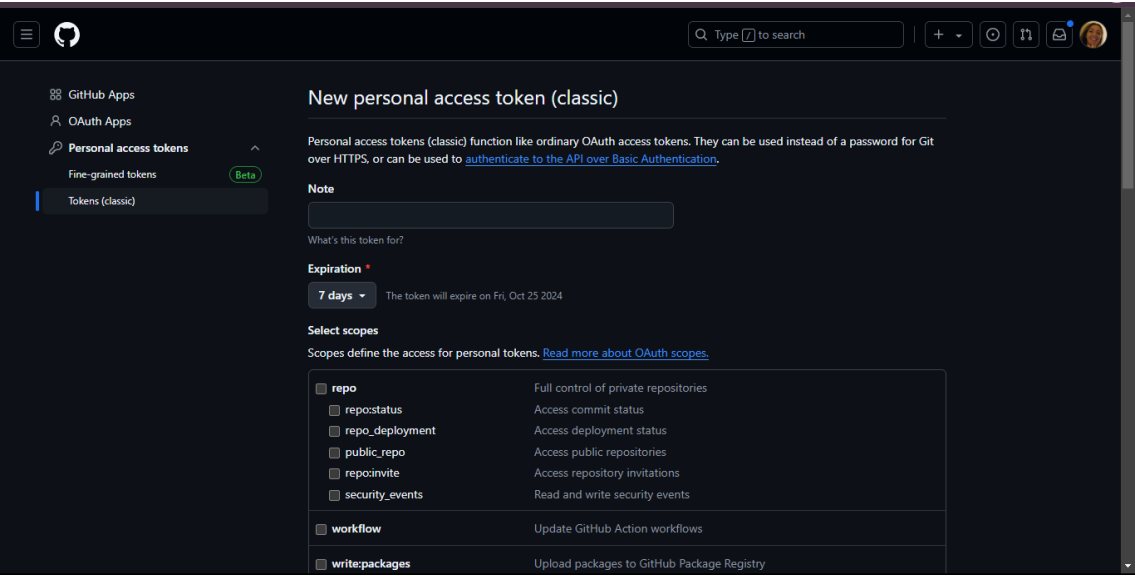 Type / to search
GitHub Apps
OAuth Apps
Personal access tokens
Fine-grained tokens Beta
Tokens (classic)
New personal access token (classic)
Personal access tokens (classic) function like ordinary OAuth access tokens. They can be used instead of a password for Git
over HTTPS, or can be used to authenticate to the API over Basic Authentication.
Note
What's this token for?
Expiration *
7 days The token will expire on Fri, Oct 25 2024
Select scopes
Scopes define the access for personal tokens. Read more about OAuth scopes.
repo Full control of private repositories
repo:status Access commit status
repo_deployment Access deployment status
public_repo Access public repositories
repo:invite Access repository invitations
security_events Read and write security events
workflow Update GitHub Action workflows
write:packages Upload packages to GitHub Package Registry